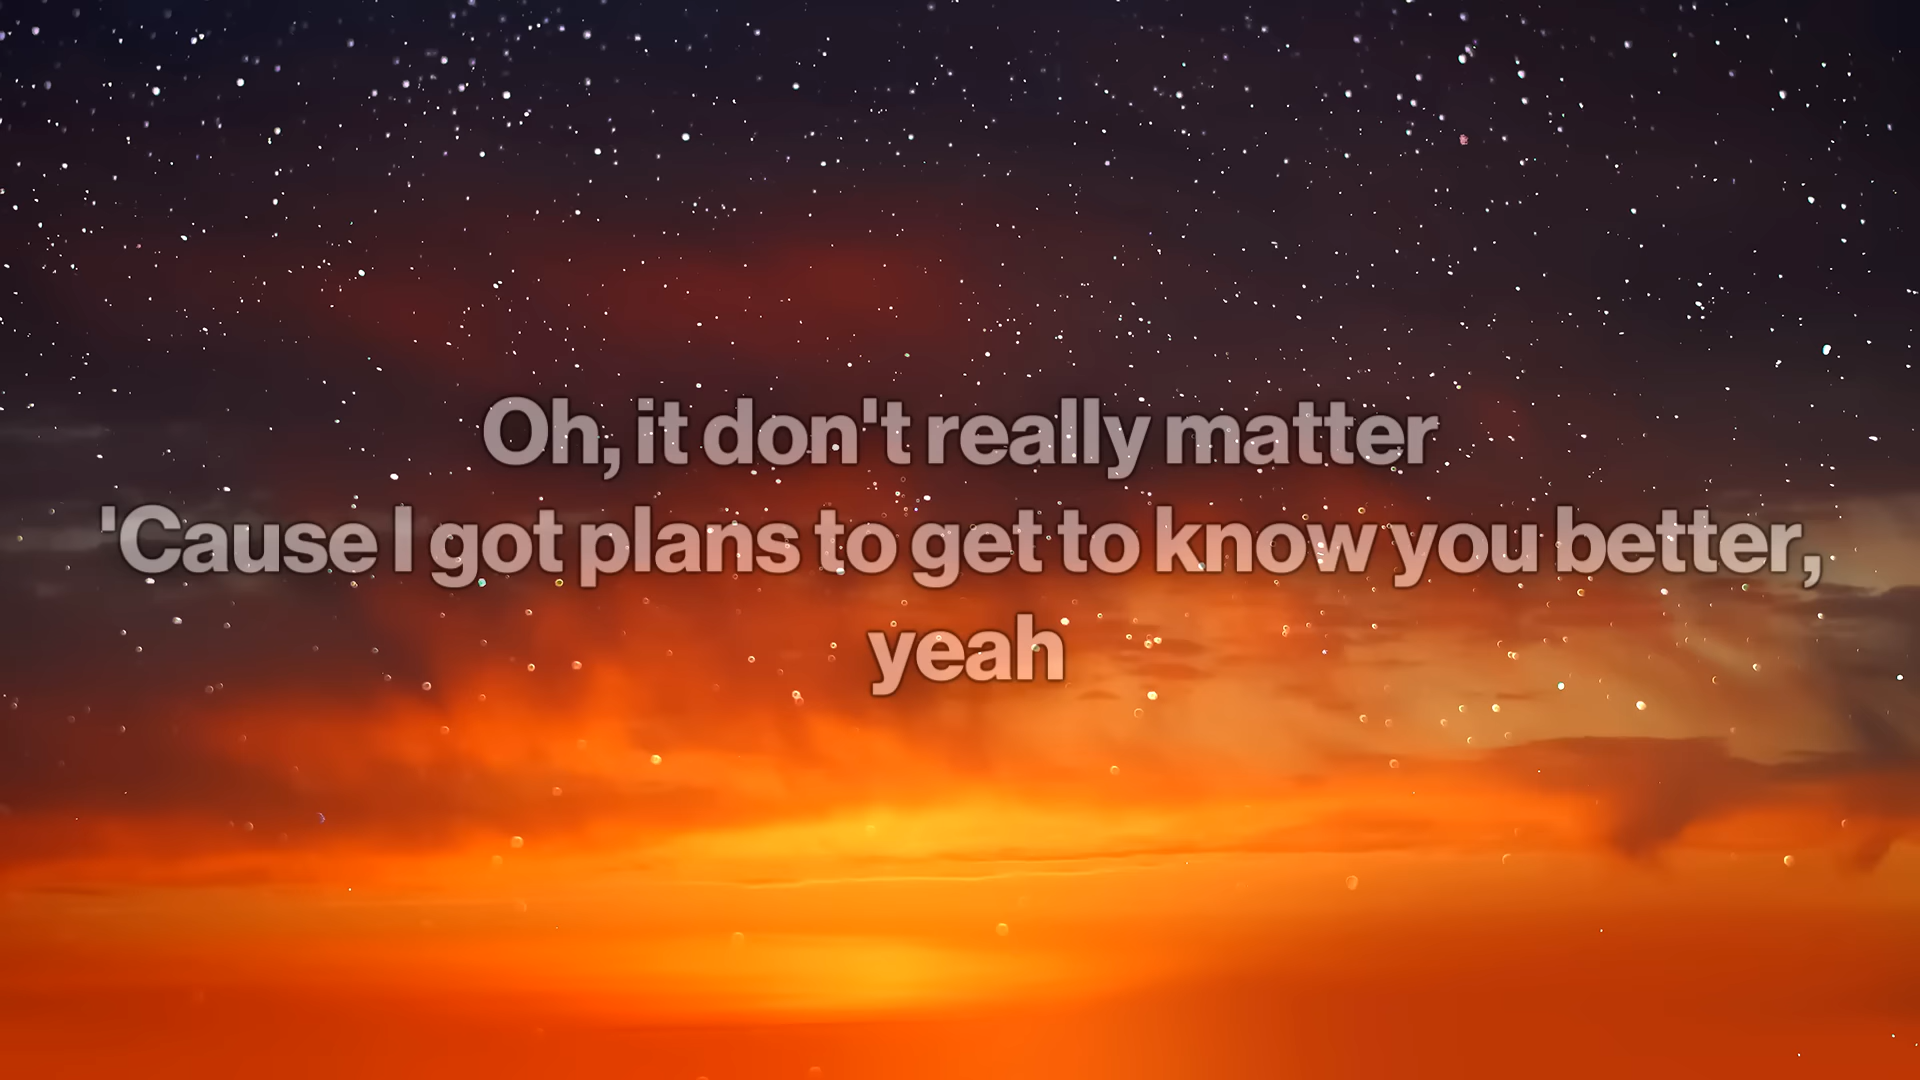 Oh, it don't really matter
'Cause I got plans to get to know you better,
yeah